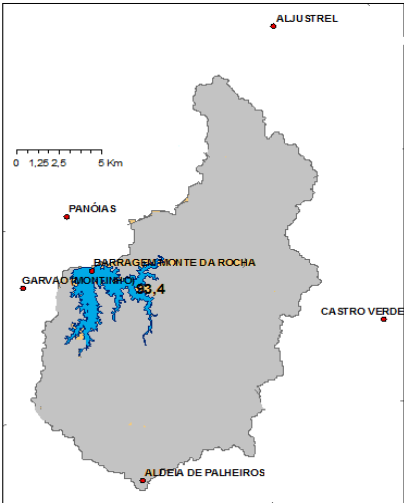 ALJUSTREL
0 1,25 2,5 5 Km
PANÓIAS
BARRAGEM MONTE DA ROCHA
GARVÃO (MONTINHO)
93,4
CASTRO VERDE
ALDEIA DE PALHEIROS